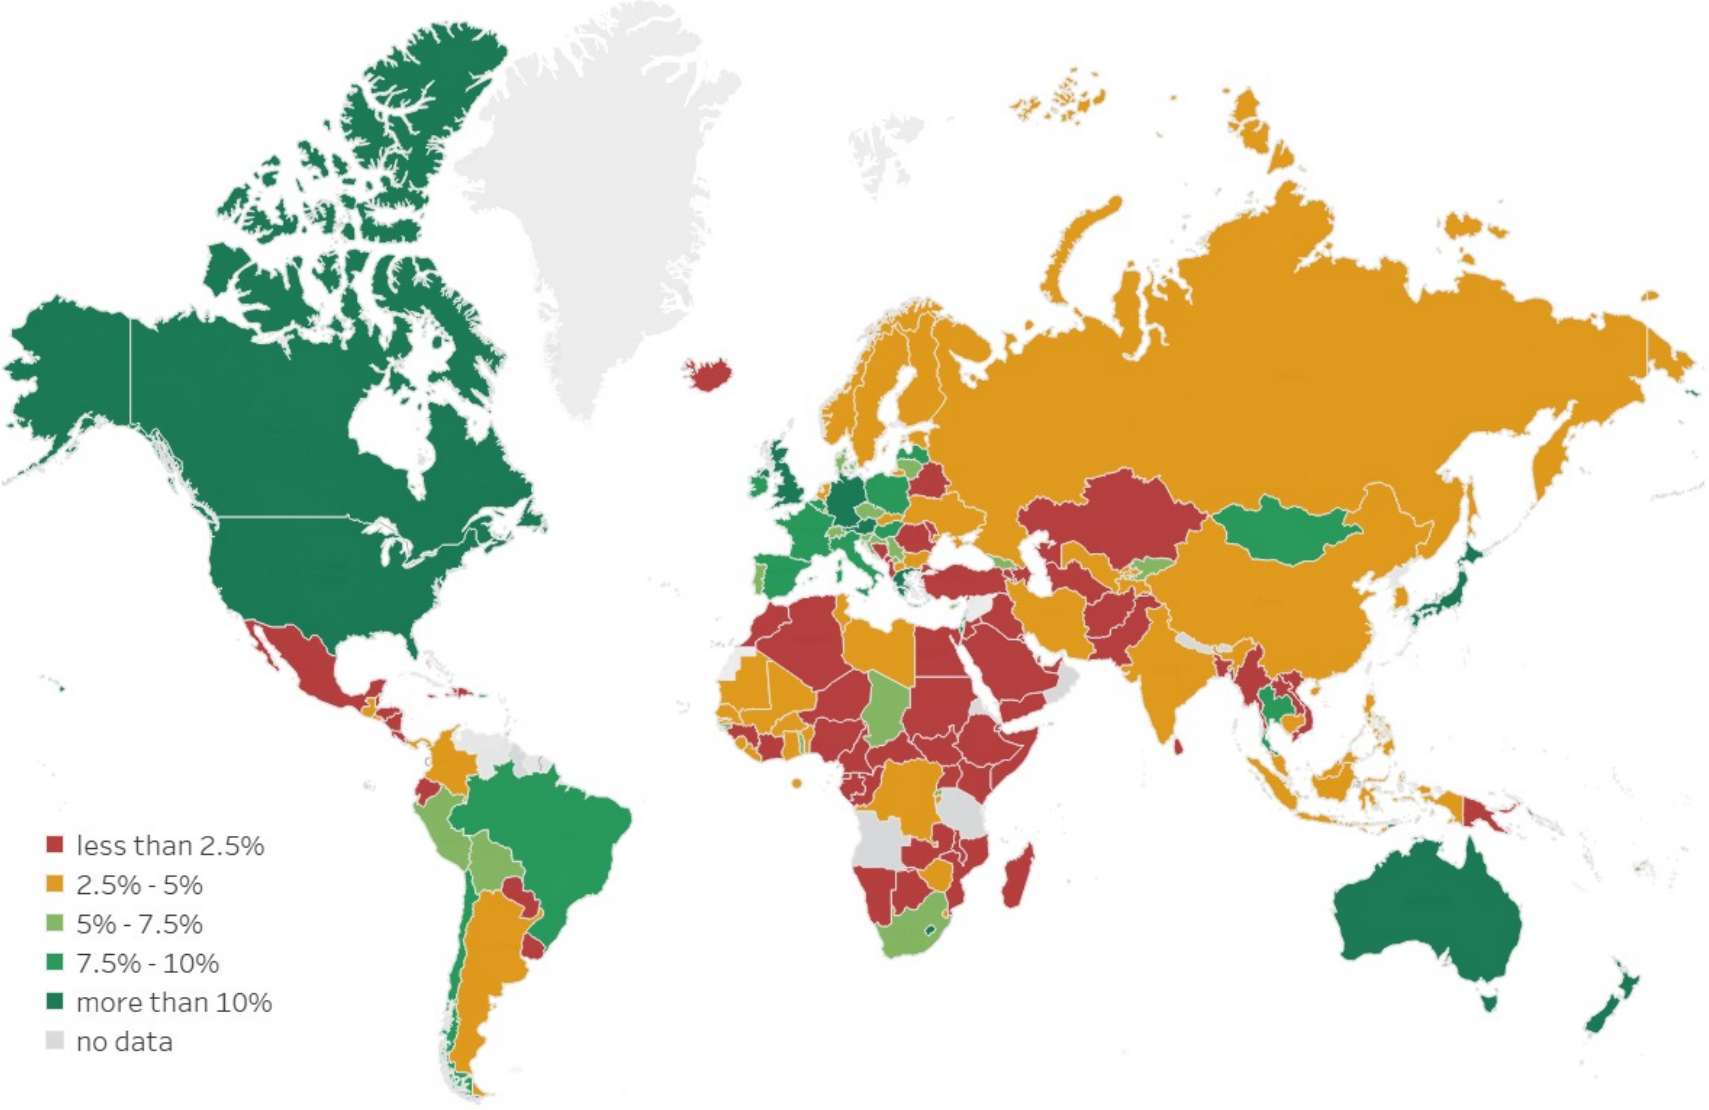 less than 2.5%
2.5% - 5%
5% - 7.5%
7.5% - 10%
more than 10%
no data